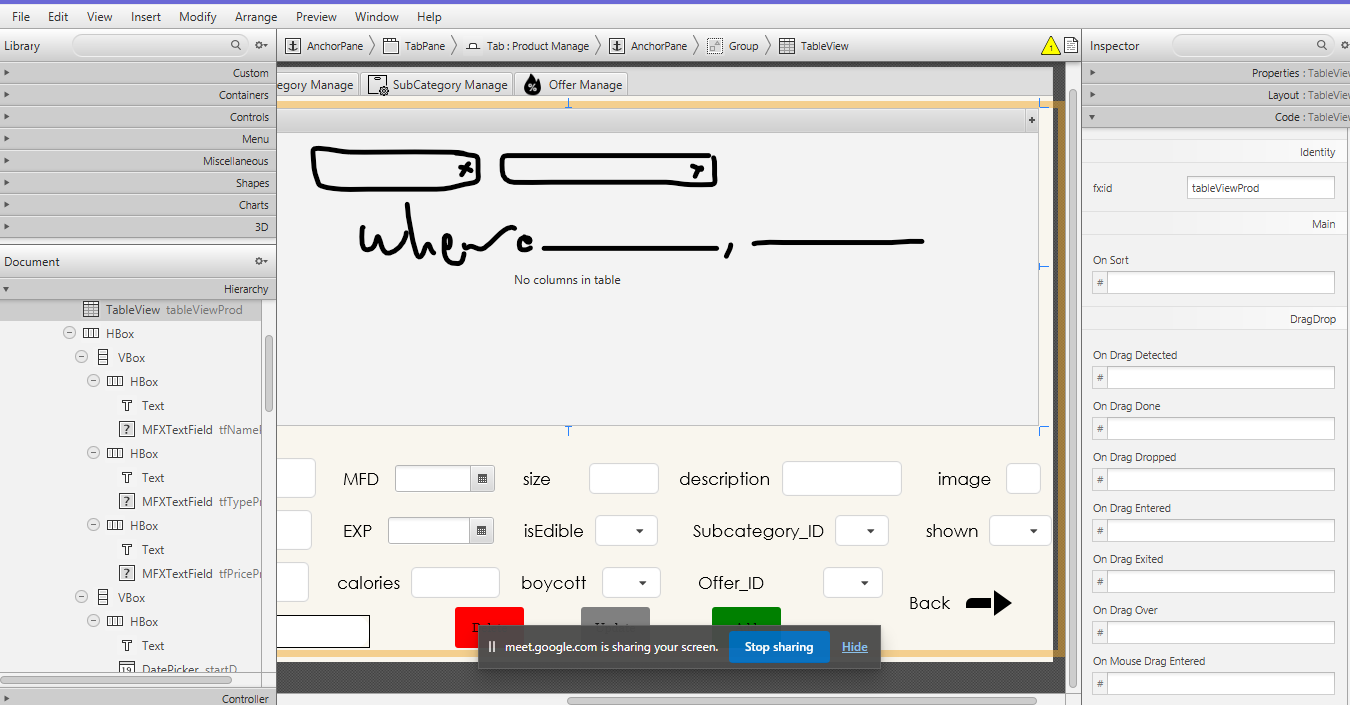 File Edit View Insert Modify Arrange Preview Window Help
Library
AnchorPane TabPane Tab : Product Manage AnchorPane Group TableView
1
Inspector
Custom
Containers
Controls
Menu
Miscellaneous
Shapes
Charts
3D
egory Manage SubCategory Manage Offer Manage
+
Properties : TableView
Layout : TableView
Code : TableView
Identity
fx:id tableViewProd
Main
On Sort
#
DragDrop
On Drag Detected
#
On Drag Done
#
On Drag Dropped
#
On Drag Entered
#
On Drag Exited
#
On Drag Over
#
On Mouse Drag Entered
#
where ,
No columns in table
Document
Hierarchy
TableView tableViewProd
HBox
VBox
HBox
Text
? MFXTextField tfNameP
HBox
Text
? MFXTextField tfTypePr
HBox
Text
? MFXTextField tfPricePr
VBox
HBox
Text
DatePicker startD
Controller
MFD size description image
EXP isEdible Subcategory_ID shown
calories boycott Offer_ID
Back
meet.google.com is sharing your screen. Stop sharing Hide